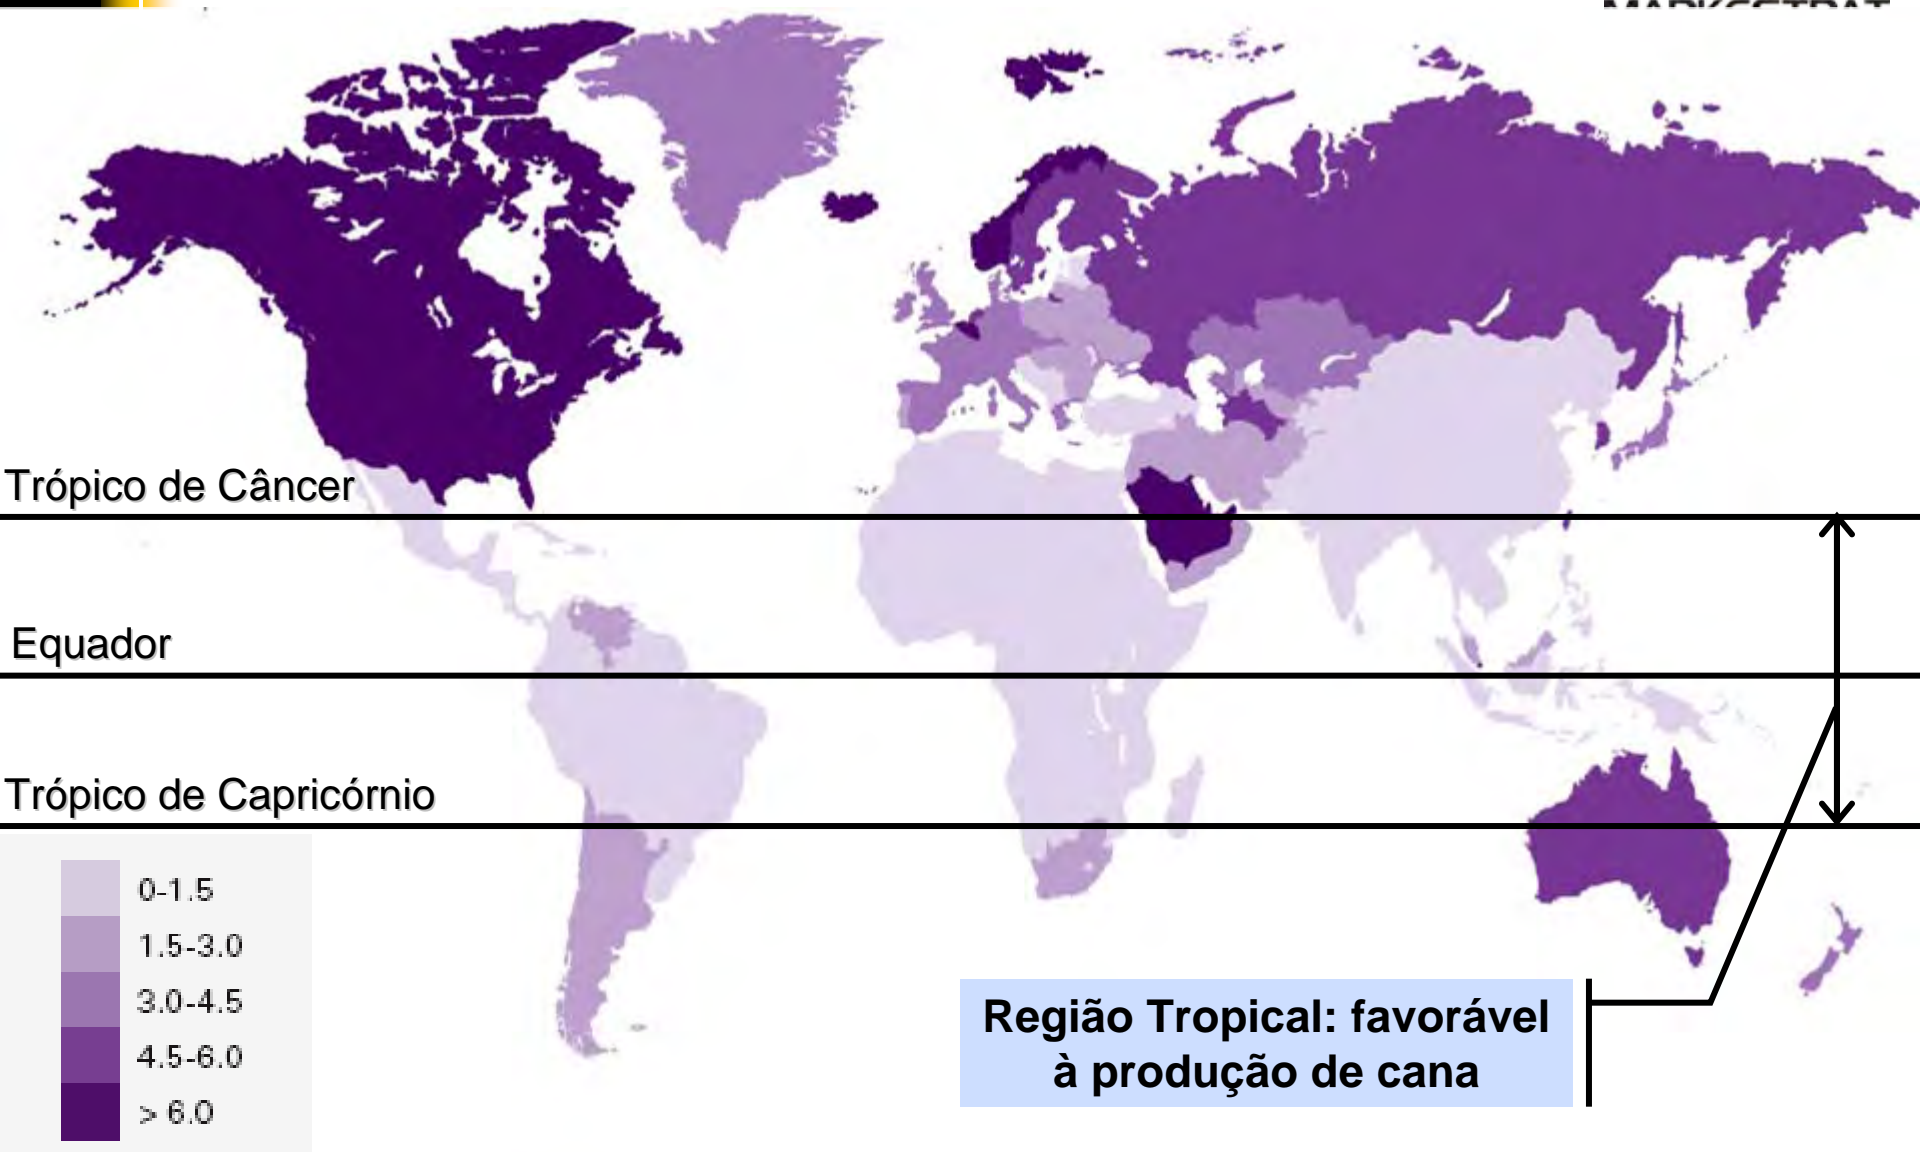 Trópico de Câncer
Equador
Trópico de Capricórnio
0-1.5
1.5-3.0
3.0-4.5
4.5-6.0
> 6.0
Região Tropical: favorável
à produção de cana